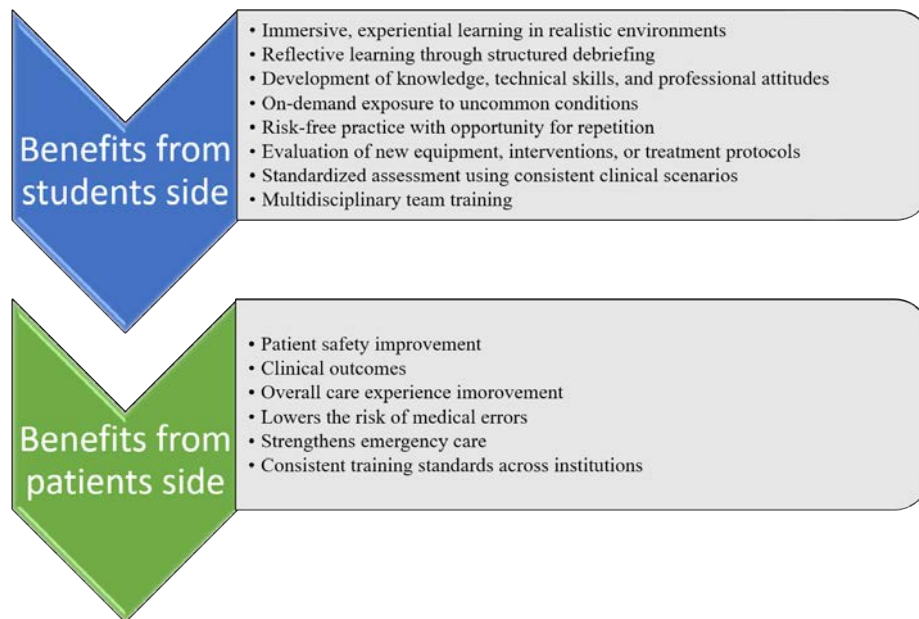 Benefits from
students side
• Immersive, experiential learning in realistic environments
• Reflective learning through structured debriefing
• Development of knowledge, technical skills, and professional attitudes
• On-demand exposure to uncommon conditions
• Risk-free practice with opportunity for repetition
• Evaluation of new equipment, interventions, or treatment protocols
• Standardized assessment using consistent clinical scenarios
• Multidisciplinary team training
Benefits from
patients side
• Patient safety improvement
• Clinical outcomes
• Overall care experience imorovement
• Lowers the risk of medical errors
• Strengthens emergency care
• Consistent training standards across institutions